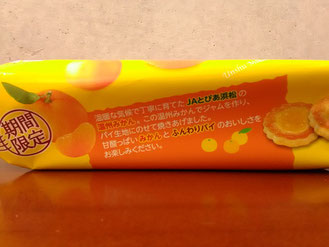 期間
限定
温暖な気候で丁寧に育てたJAとぴあ浜松の
温州みかん。この温州みかんでジャムを作り、
パイ生地にのせて焼きあげました。
甘酸っぱいみかんとふんわりパイのおいしさを
お楽しみください。